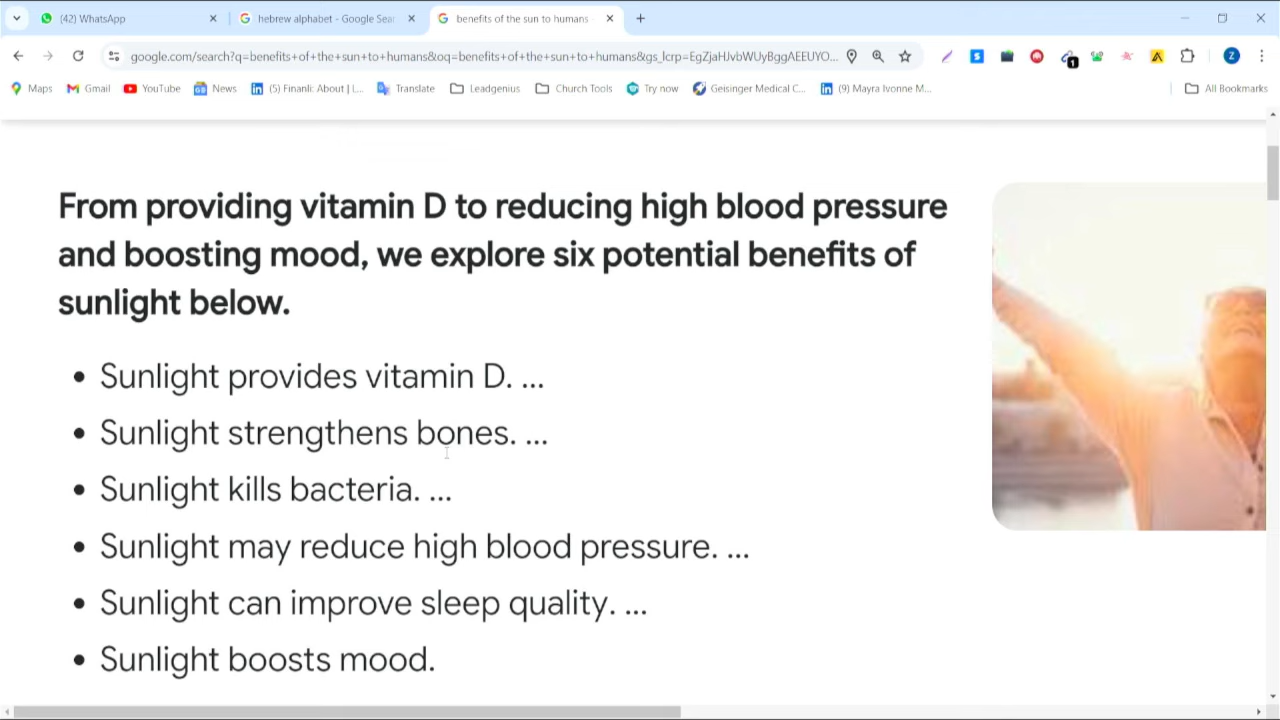 (42) WhatsApp
hebrew alphabet - Google Sea
benefits of the sun to humans
google.com/search?q=benefits+of+the+sun+to+humans&oq=benefits+of+the+sun+to+humans&gs_lcrp=EgZjaHJvbWUyBggAEEUYO...
1
Z
Maps
Gmail
YouTube
News
(5) Finanli: About | L...
Translate
Leadgenius
Church Tools
Try now
Geisinger Medical C...
(9) Mayra Ivonne M...
All Bookmarks
From providing vitamin D to reducing high blood pressure
and boosting mood, we explore six potential benefits of
sunlight below.
• Sunlight provides vitamin D. ...
• Sunlight strengthens bones. ...
• Sunlight kills bacteria. ...
• Sunlight may reduce high blood pressure. ...
• Sunlight can improve sleep quality. ...
• Sunlight boosts mood.